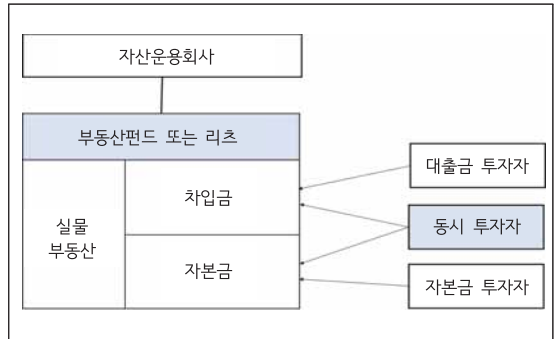 자산운용회사
부동산펀드 또는 리츠
실물
부동산
차입금
자본금
대출금 투자자
동시 투자자
자본금 투자자